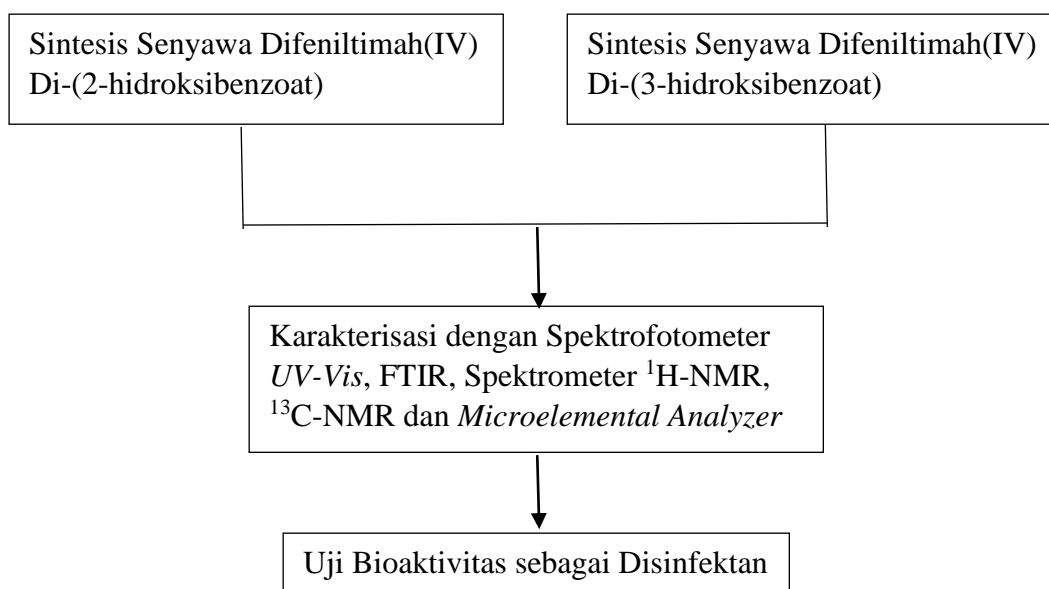 Sintesis Senyawa Difeniltimah(IV)
Di-(2-hidroksibenzoat)
Sintesis Senyawa Difeniltimah(IV)
Di-(3-hidroksibenzoat)
Karakterisasi dengan Spektrofotometer
UV-Vis, FTIR, Spektrometer ¹H-NMR,
¹³C-NMR dan Microelemental Analyzer
Uji Bioaktivitas sebagai Disinfektan